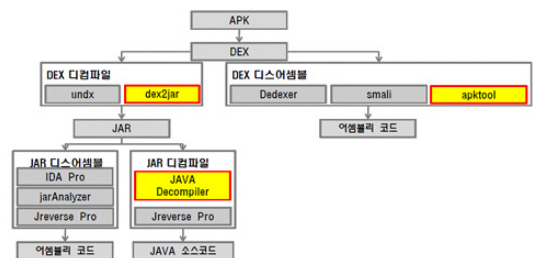 APK
DEX
DEX 디컴파일
undx
dex2jar
DEX 디스어셈블
Dedexer
smali
apktool
JAR
어셈블리 코드
JAR 디스어셈블
IDA Pro
jarAnalyzer
Jreverse Pro
JAR 디컴파일
JAVA
Decompiler
Jreverse Pro
어셈블리 코드
JAVA 소스코드